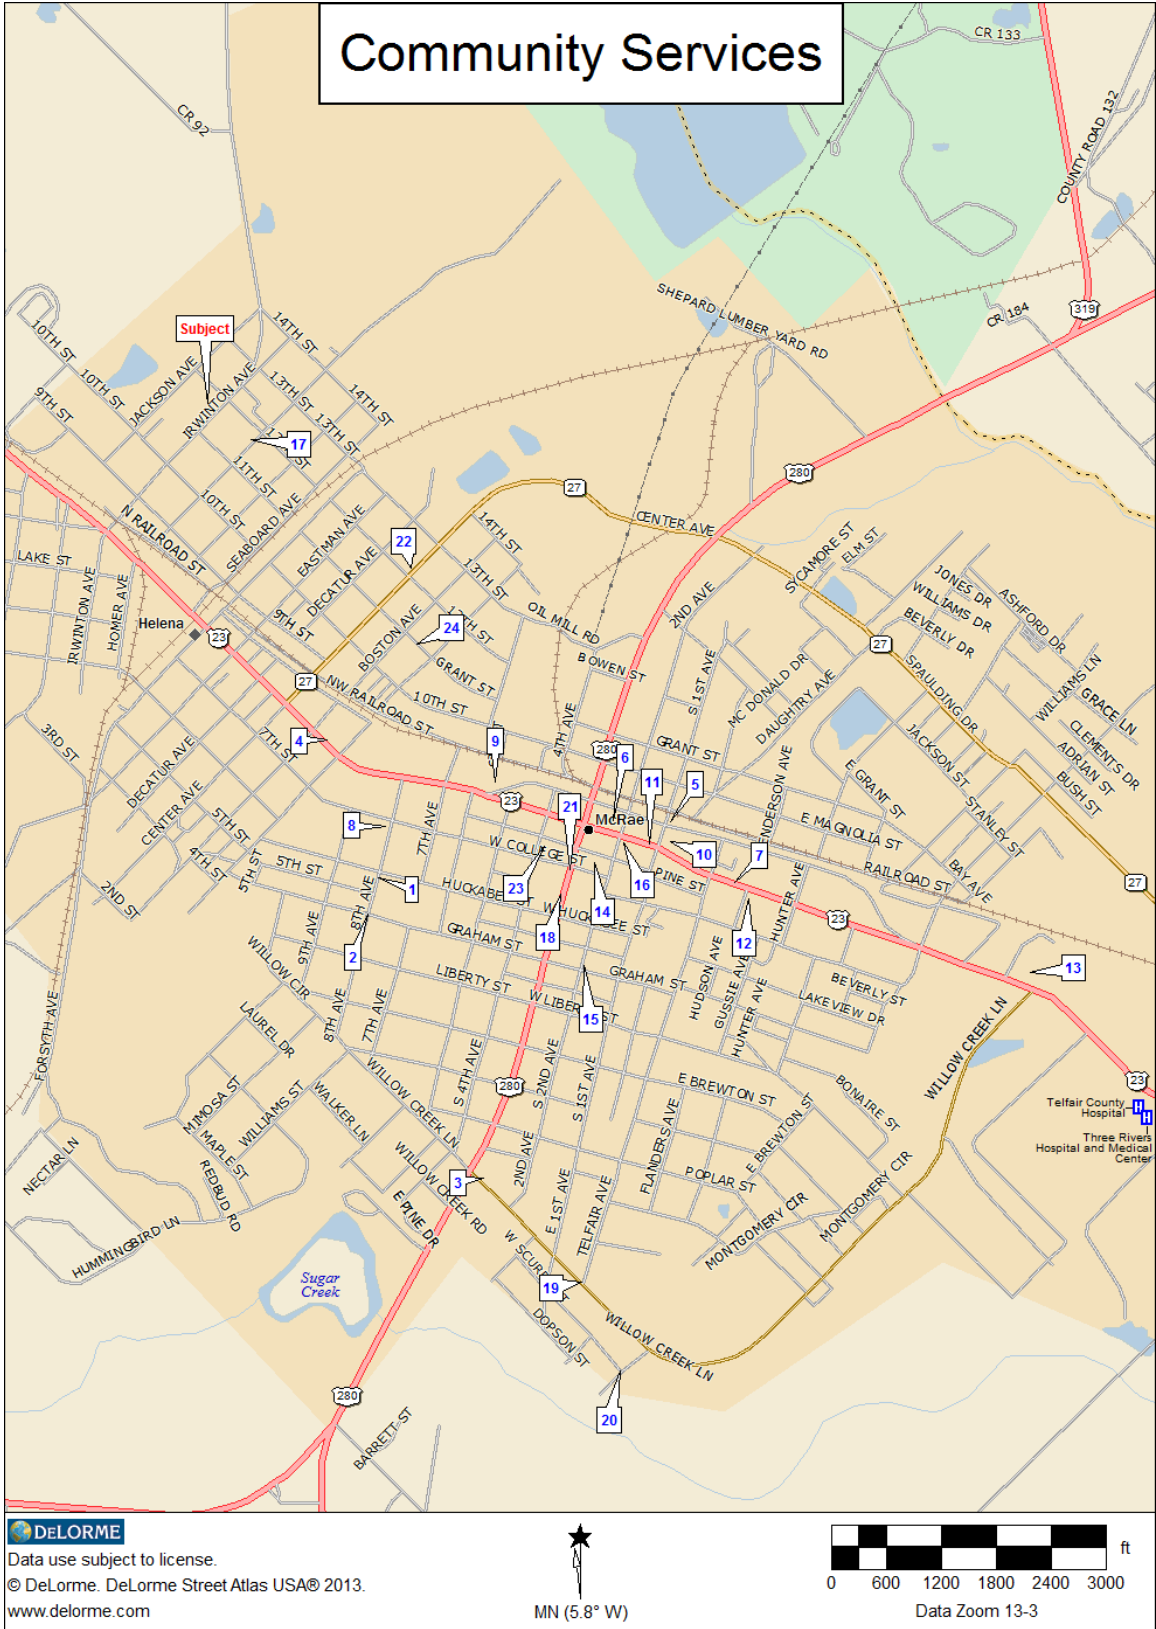 Community Services
CR 133
CR 92
COUNTY ROAD 132
SHEPARD LUMBER YARD RD
CR 184
319
Subject
10TH ST
14TH ST
10TH ST
JACKSON AVE
IRWINTON AVE
13TH ST
14TH ST
9TH ST
13TH ST
17
11TH ST
280
10TH ST
SEABOARD AVE
27
N RAILROAD ST
EASTMAN AVE
CENTER AVE
14TH ST
22
LAKE ST
DECATUR AVE
13TH ST
SYCAMORE ST
ELM ST
JONES DR
WILLIAMS DR
ASHFORD DR
BEVERLY DR
IRWINTON AVE
HOMER AVE
Helena
23
9TH ST
BOSTON AVE
24
OIL MILL RD
2ND AVE
27
BOWEN ST
GRANT ST
27
NW RAILROAD ST
10TH ST
S 1ST AVE
MC DONALD DR
DAUGHTRY AVE
SPAULDING DR
WILLIAMS LN
GRACE LN
CLEMENTS DR
ADRIAN ST
BUSH ST
3RD ST
4
7TH ST
9
4TH AVE
280
GRANT ST
6
JACKSON ST
STANLEY ST
DECATUR AVE
CENTER AVE
E GRANT ST
5
11
23
21
McRae
HENDERSON AVE
E MAGNOLIA ST
8
5TH ST
7TH AVE
W COLLEGE ST
4TH ST
5TH ST
5TH ST
10
7
RAILROAD ST
BAY AVE
27
2ND ST
1
HUCKABEE ST
23
16
PINE ST
8TH AVE
14
W HUCKABEE ST
18
12
HUNTER AVE
23
9TH AVE
2
GRAHAM ST
WILLOW CIR
LIBERTY ST
GRAHAM ST
HUDSON AVE
GUSSIE AVE
13
BEVERLY ST
LAKEVIEW DR
W LIBERTY ST
15
HUNTER AVE
FORSYTH AVE
LAUREL DR
8TH AVE
7TH AVE
WILLOW CREEK LN
S 4TH AVE
280
S 2ND AVE
S 1ST AVE
E BREWTON ST
BONAIRE ST
23
Telfair County
Hospital
H
H
Three Rivers
Hospital and Medical
Center
MIMOSA ST
WILLIAMS ST
WALKER LN
WILLOW CREEK LN
MAPLE ST
REDBUD RD
NECTAR LN
HUMMINGBIRD LN
WILLOW CREEK RD
E PINE DR
3
2ND AVE
E 1ST AVE
TELFAIR AVE
FLANDERS AVE
POPLAR ST
E BREWTON ST
MONTGOMERY CIR
MONTGOMERY CIR
Sugar
Creek
19
DOPSON ST
WILLOW CREEK LN
280
20
BARRETT ST
DELORME
Data use subject to license.
© DeLorme. DeLorme Street Atlas USA® 2013.
www.delorme.com
MN (5.8° W)
ft
0 600 1200 1800 2400 3000
Data Zoom 13-3